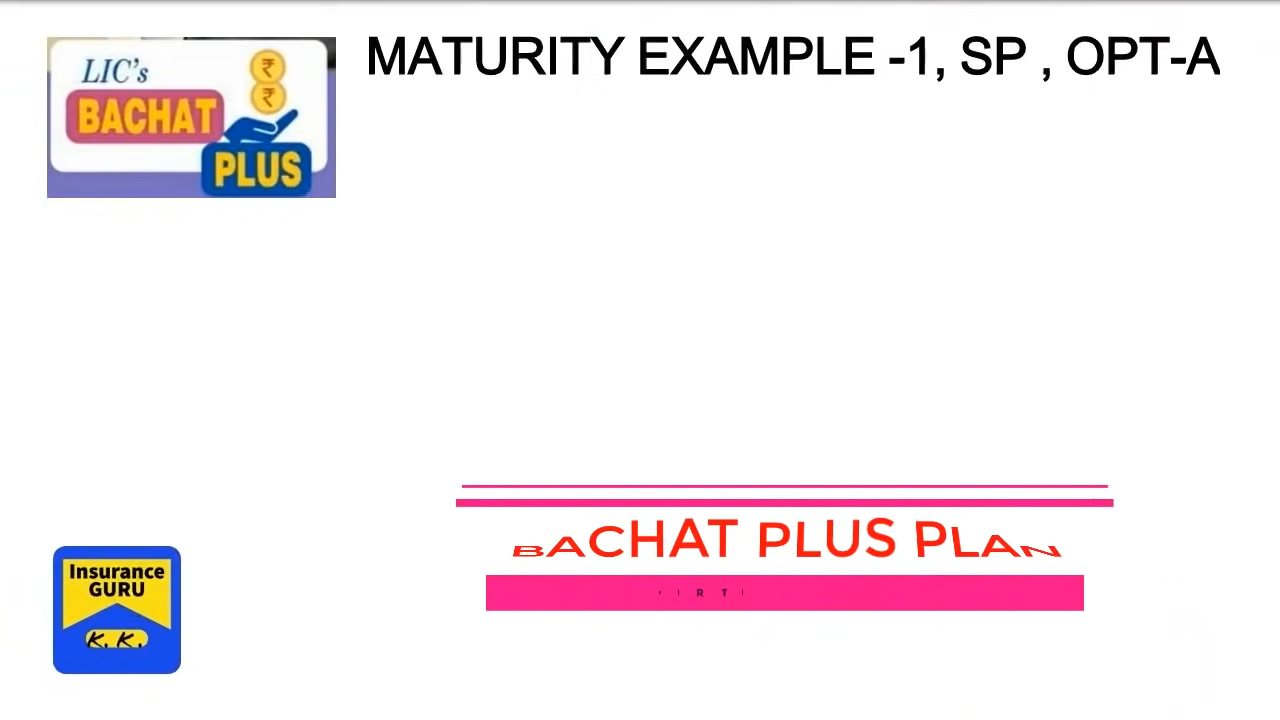 MATURITY EXAMPLE -1, SP , OPT-A
LIC's
BACHAT
PLUS
BACHAT PLUS PLAN
Insurance
GURU
K. K.